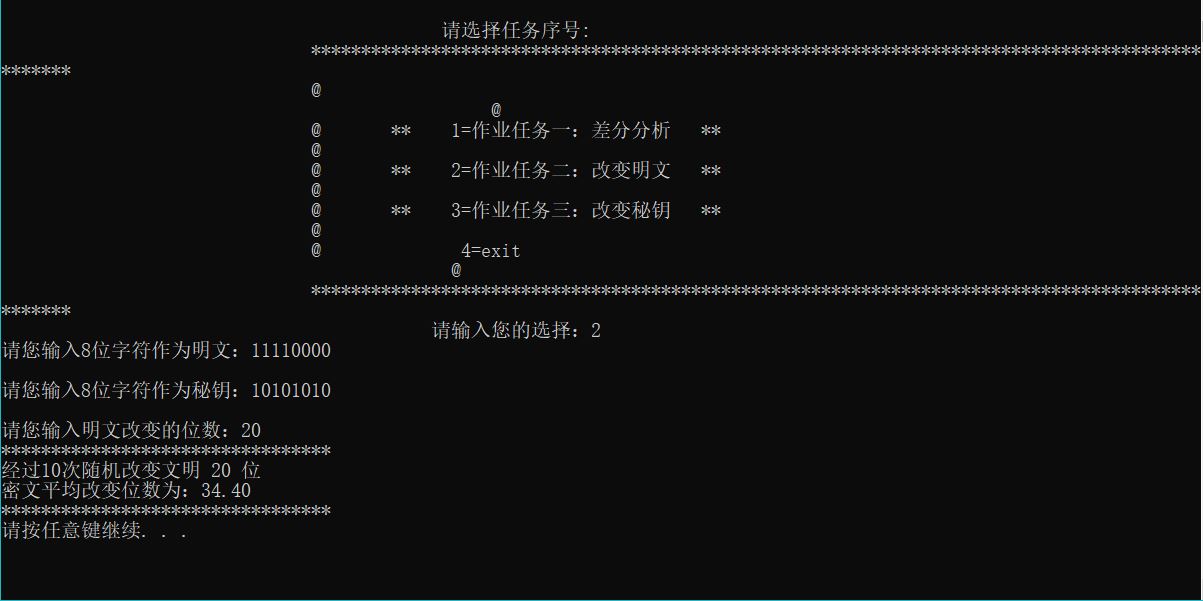 请选择任务序号:
*****************************************************************************************
*******
@
@
@ ** 1=作业任务一：差分分析 **
@
@ ** 2=作业任务二：改变明文 **
@
@ ** 3=作业任务三：改变秘钥 **
@
@ 4=exit
@
*****************************************************************************************
*******
请输入您的选择：2
请您输入8位字符作为明文：11110000
请您输入8位字符作为秘钥：10101010
请您输入明文改变的位数：20
*********************************
经过10次随机改变文明 20 位
密文平均改变位数为：34.40
*********************************
请按任意键继续. . .